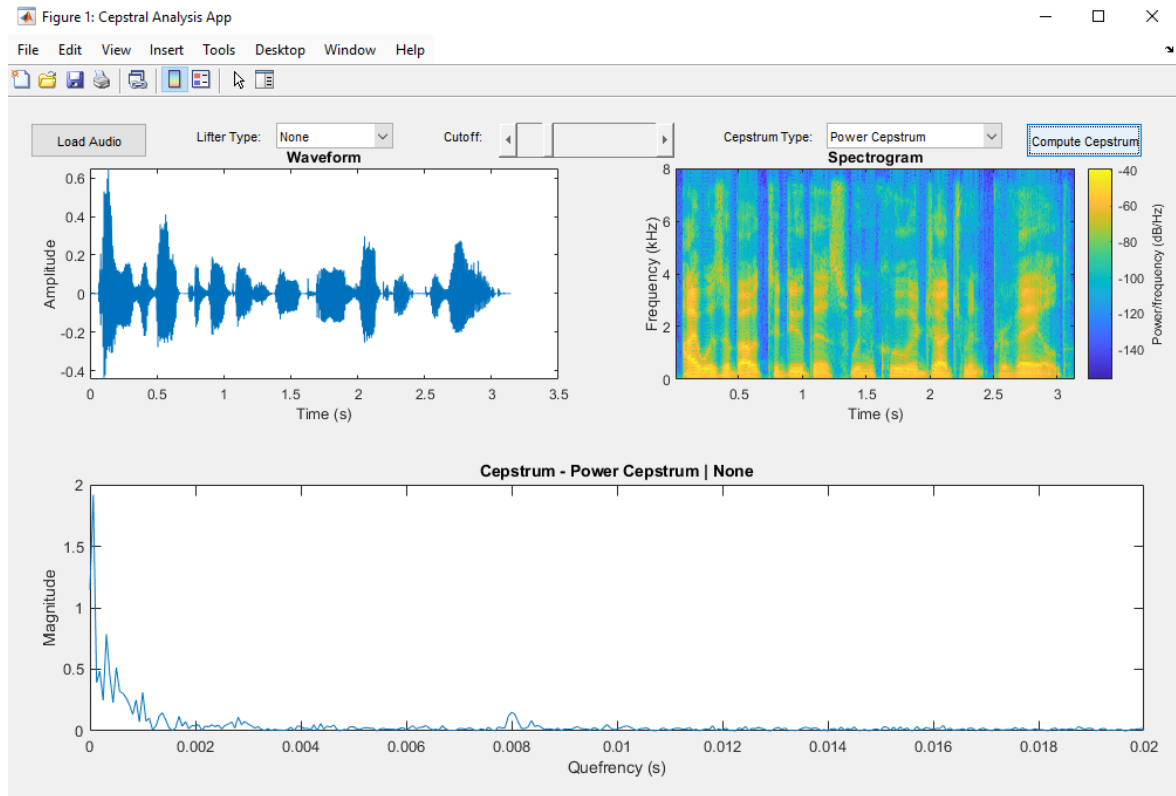 Figure 1: Cepstral Analysis App
File Edit View Insert Tools Desktop Window Help
Load Audio Lifter Type: None Cutoff: Cepstrum Type: Power Cepstrum Compute Cepstrum
Waveform
0.6
0.4
0.2
0
-0.2
-0.4
Amplitude
0 0.5 1 1.5 2 2.5 3 3.5
Time (s)
Spectrogram
8
6
4
2
0
Frequency (kHz)
0.5 1 1.5 2 2.5 3
Time (s)
-40
-60
-80
-100
-120
-140
Power/frequency (dB/Hz)
Cepstrum - Power Cepstrum | None
2
1.5
1
0.5
0
Magnitude
0 0.002 0.004 0.006 0.008 0.01 0.012 0.014 0.016 0.018 0.02
Quefrency (s)